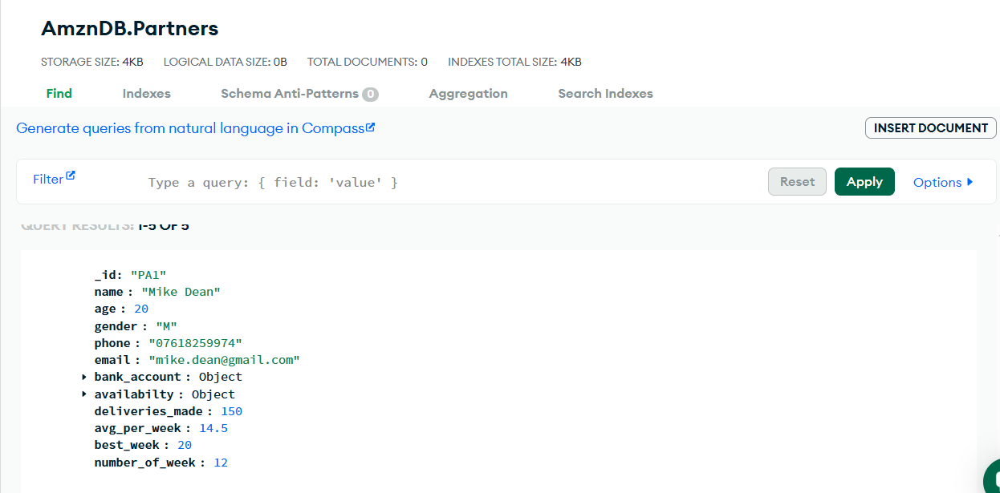 AmznDB.Partners
STORAGE SIZE: 4KB LOGICAL DATA SIZE: 0B TOTAL DOCUMENTS: 0 INDEXES TOTAL SIZE: 4KB
Find Indexes Schema Anti-Patterns 0 Aggregation Search Indexes
Generate queries from natural language in Compass
INSERT DOCUMENT
Filter Type a query: { field: 'value' } Reset Apply Options
QUERY RESULTS: 1-5 OF 5
_id: "PA1"
name : "Mike Dean"
age : 20
gender : "M"
phone : "07618259974"
email : "mike.dean@gmail.com"
bank_account : Object
availabilty : Object
deliveries_made : 150
avg_per_week : 14.5
best_week : 20
number_of_week : 12